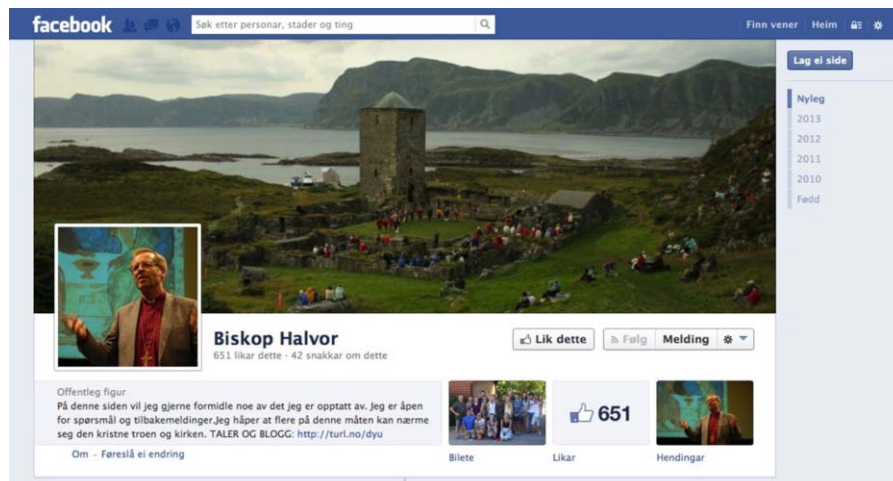 facebook
Søk etter personar, stader og ting
Finn vener
Heim
Lag ei side
Nyleg
2013
2012
2011
2010
Fødd
Biskop Halvor
651 likar dette · 42 snakkar om dette
Lik dette
Følg
Melding
Offentleg figur
På denne siden vil jeg gjerne formidle noe av det jeg er opptatt av. Jeg er åpen
for spørsmål og tilbakemeldinger.Jeg håper at flere på denne måten kan nærme
seg den kristne troen og kirken. TALER OG BLOGG: http://turl.no/dyu
Om – Føreslå ei endring
651
Bilete
Likar
Hendingar